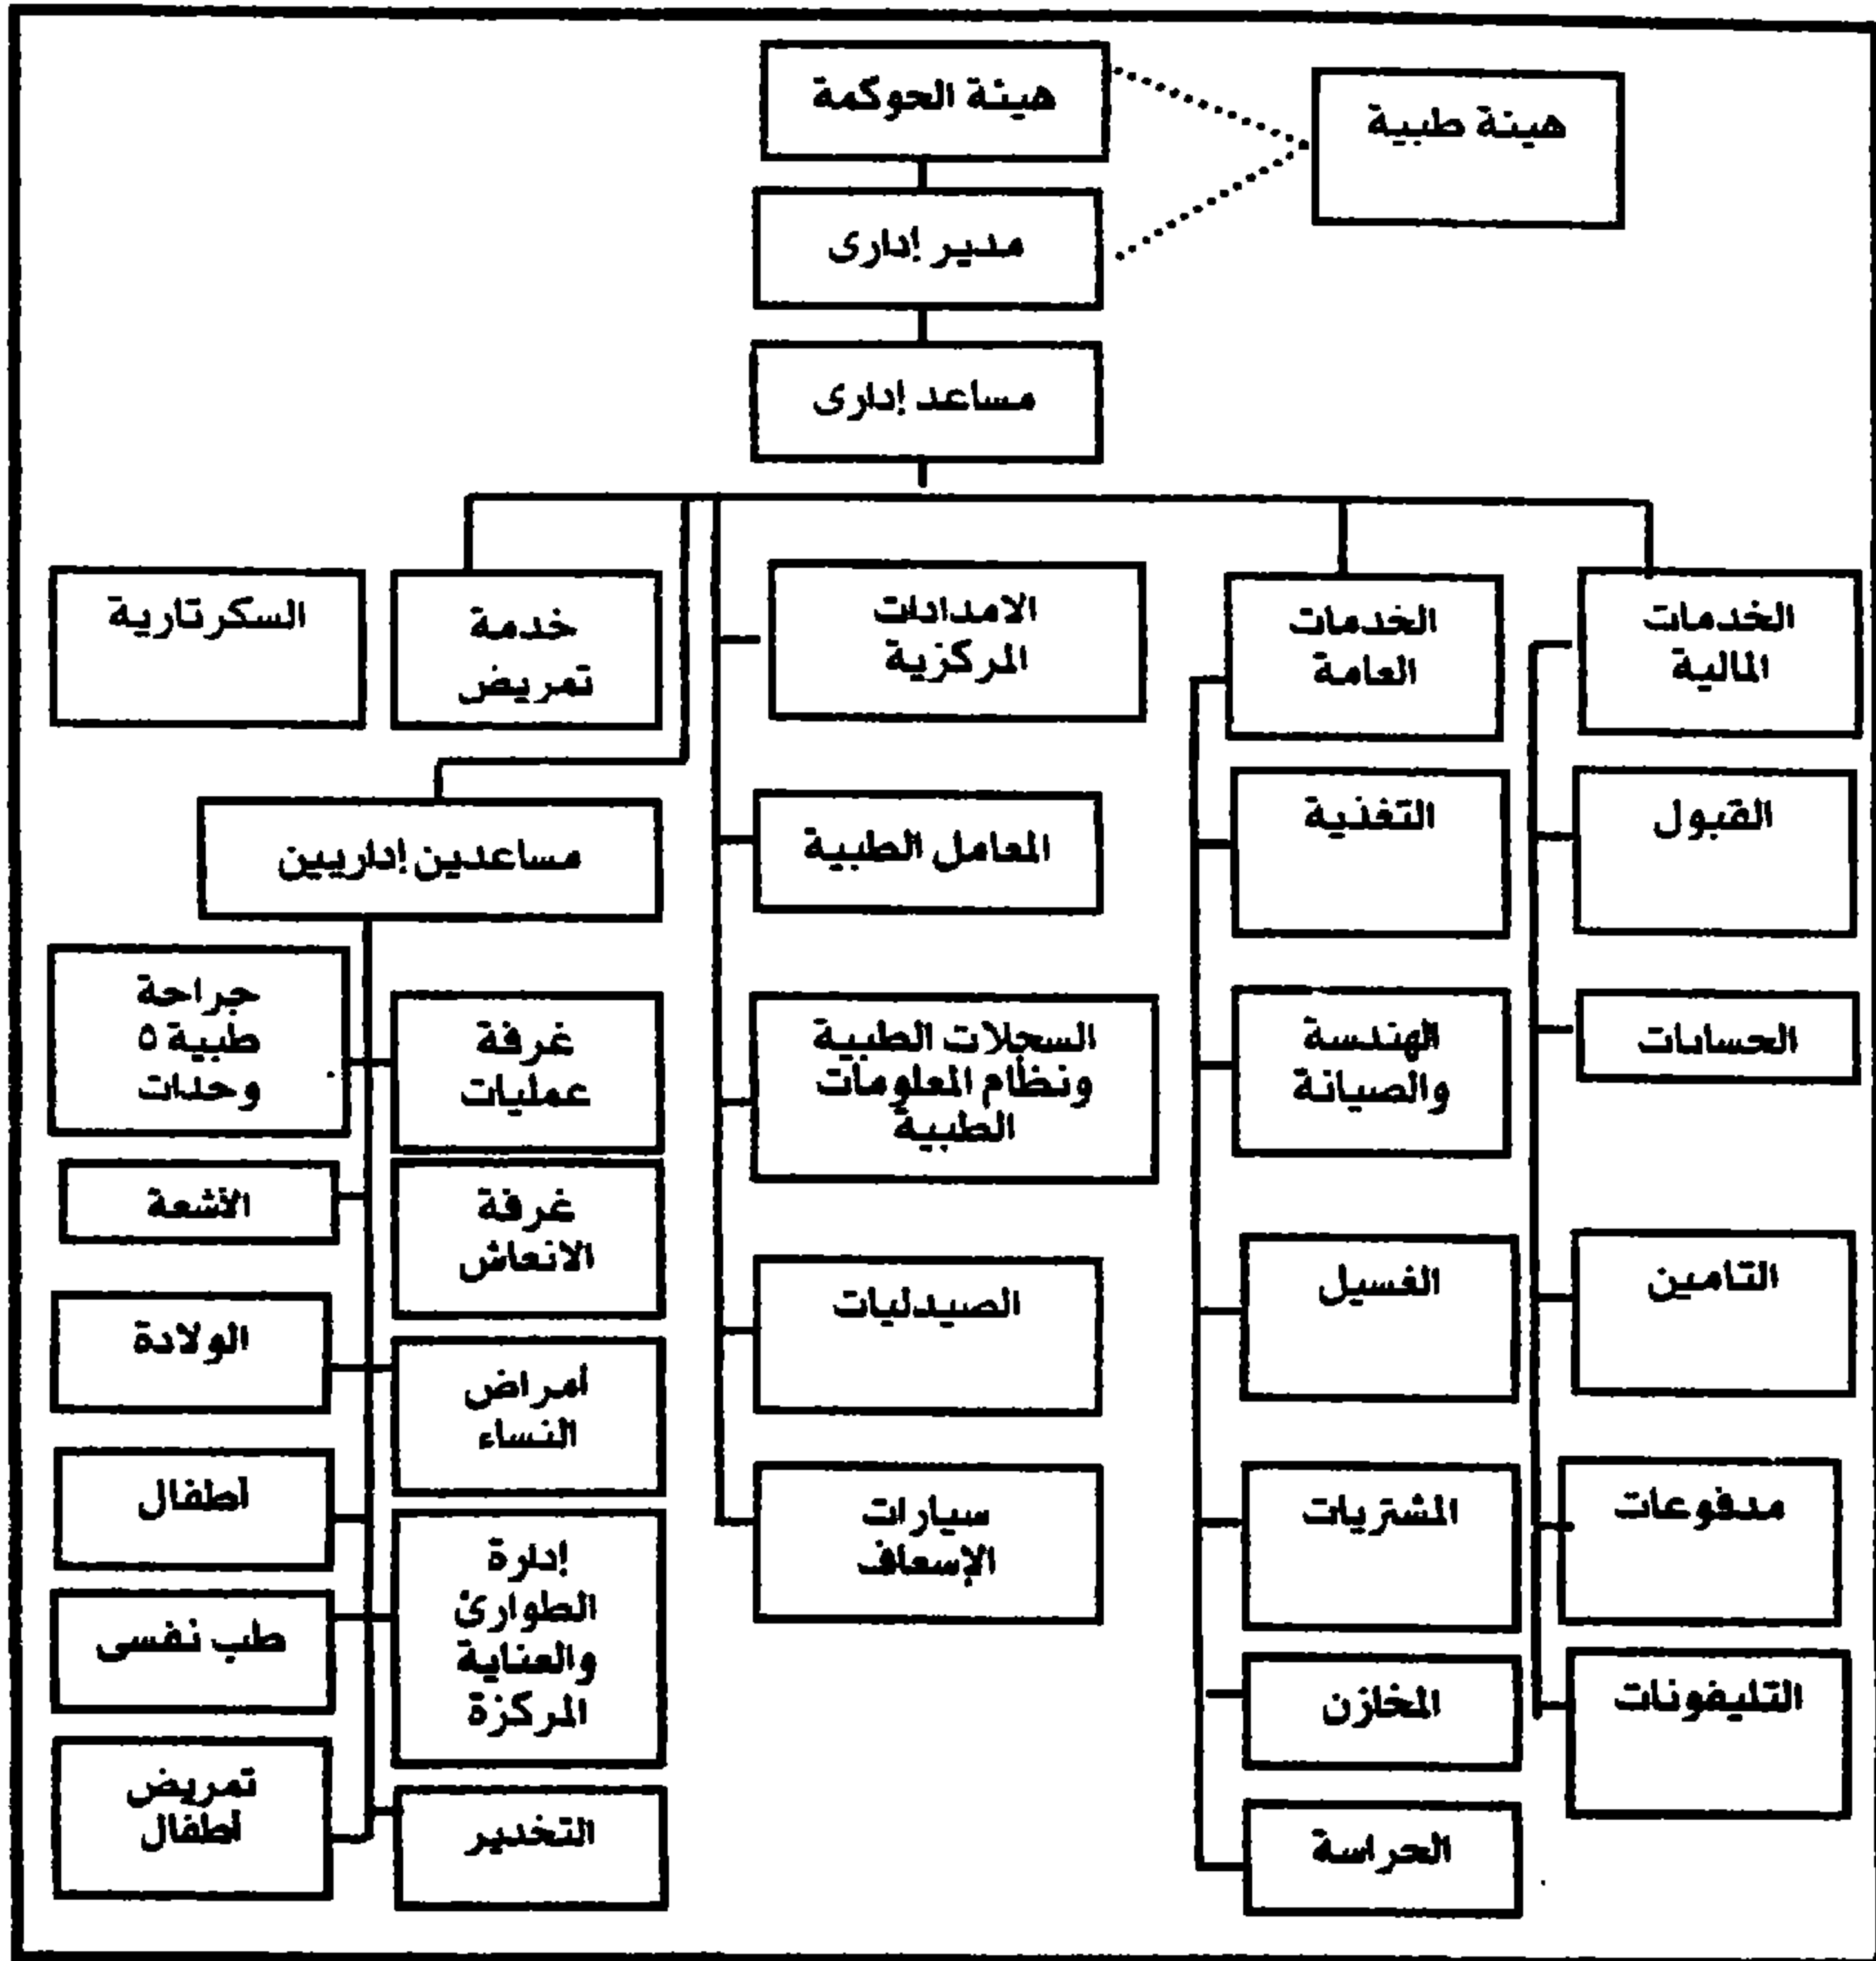 هيئة الحوكمة
هيئة طبية
مدير إدارى
مساعد إدارى
الخدمات
المالية
الخدمات
العامة
الامدادات
المركزية
خدمة
تمريض
السكرتارية
القبول
التغذية
المعامل الطبية
مساعدين إداريين
الحسابات
الهندسة
والصيانة
السجلات الطبية
ونظام المعلومات
الطبية
غرفة
عمليات
جراحة
طبية ٥
وحدات
غرفة
الانعاش
الأشعة
التامين
الغسيل
الصيدليات
أمراض
النساء
الولادة
مدفوعات
المشتريات
سيارات
الإسعاف
إدارة
الطوارئ
والعناية
المركزة
أطفال
طب نفسى
التليفونات
المخازن
الحراسة
التخدير
تمريض
أطفال